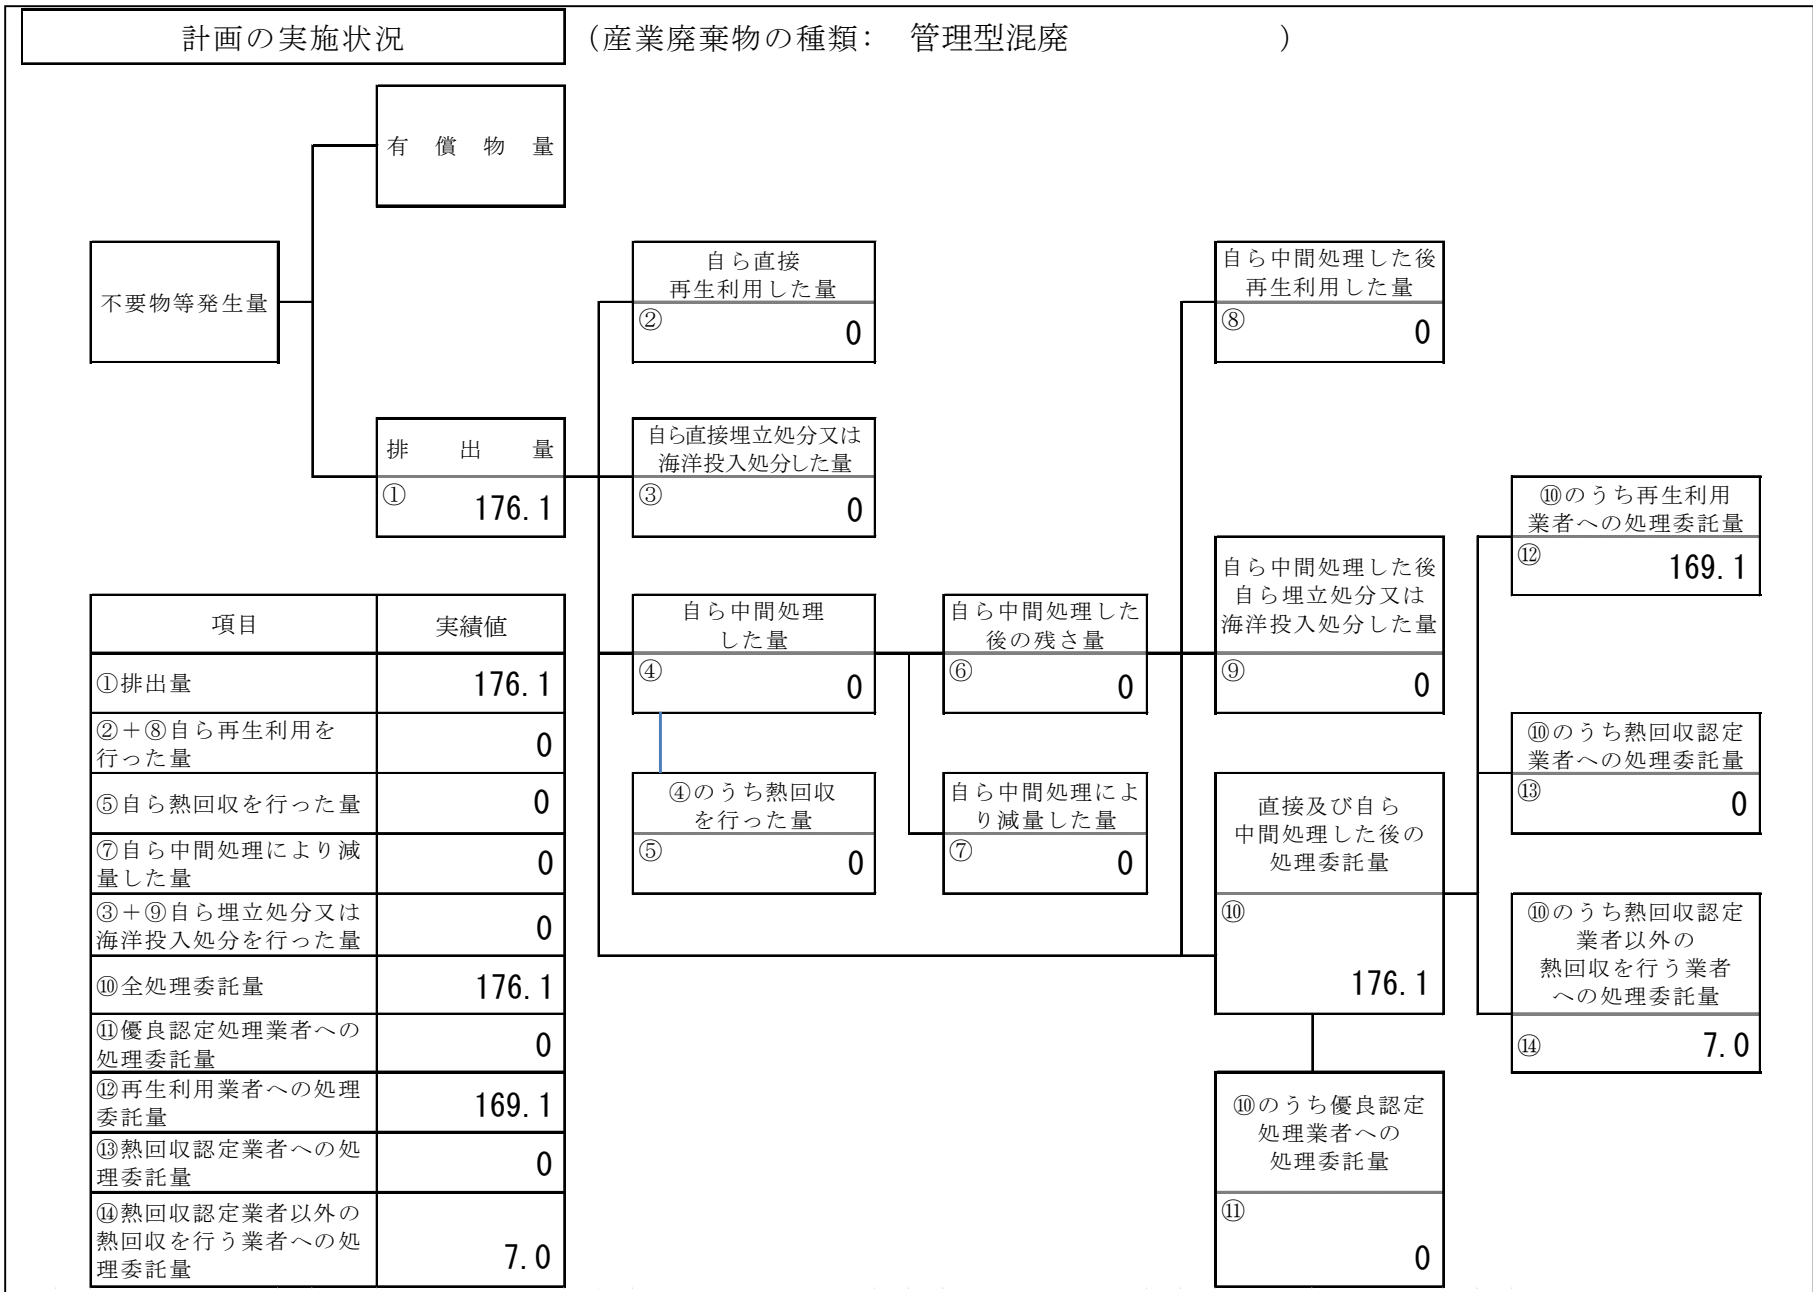 計画の実施状況
（産業廃棄物の種類：　管理型混廃　　　　　　　　）
有　償　物　量
不要物等発生量
排　出　量
①
176.1
自ら直接
再生利用した量
②
0
自ら直接埋立処分又は
海洋投入処分した量
③
0
自ら中間処理
した量
④
0
④のうち熱回収
を行った量
⑤
0
自ら中間処理した
後の残さ量
⑥
0
自ら中間処理によ
り減量した量
⑦
0
自ら中間処理した後
再生利用した量
⑧
0
自ら中間処理した後
自ら埋立処分又は
海洋投入処分した量
⑨
0
直接及び自ら
中間処理した後の
処理委託量
⑩
176.1
⑩のうち優良認定
処理業者への
処理委託量
⑪
0
⑩のうち再生利用
業者への処理委託量
⑫
169.1
⑩のうち熱回収認定
業者への処理委託量
⑬
0
⑩のうち熱回収認定
業者以外の
熱回収を行う業者
への処理委託量
⑭
7.0
項目　実績値
①排出量　176.1
②＋⑧自ら再生利用を
行った量　0
⑤自ら熱回収を行った量　0
⑦自ら中間処理により減
量した量　0
③＋⑨自ら埋立処分又は
海洋投入処分を行った量　0
⑩全処理委託量　176.1
⑪優良認定処理業者への
処理委託量　0
⑫再生利用業者への処理
委託量　169.1
⑬熱回収認定業者への処
理委託量　0
⑭熱回収認定業者以外の
熱回収を行う業者への処
理委託量　7.0